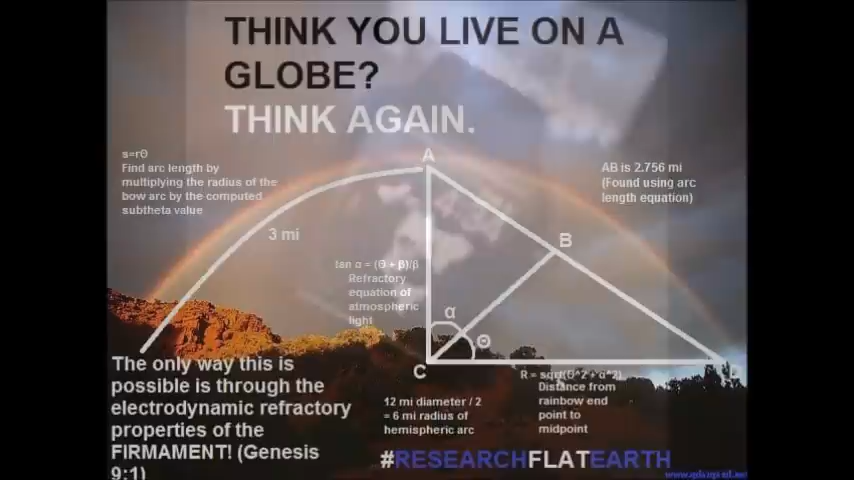 THINK YOU LIVE ON A
GLOBE?
THINK AGAIN.
s=rΘ
Find arc length by
multiplying the radius of the
bow arc by the computed
subtheta value
A
AB is 2.756 mi
(Found using arc
length equation)
3 mi
B
tan α = (Θ + β)/β
Refractory
equation of
atmospheric
light
α
Θ
C
D
R = sqrt(Θ^2 + α^2)
Distance from
rainbow end
point to
midpoint
The only way this is
possible is through the
electrodynamic refractory
properties of the
FIRMAMENT! (Genesis
9:1)
12 mi diameter / 2
= 6 mi radius of
hemispheric arc
#RESEARCHFLATEARTH